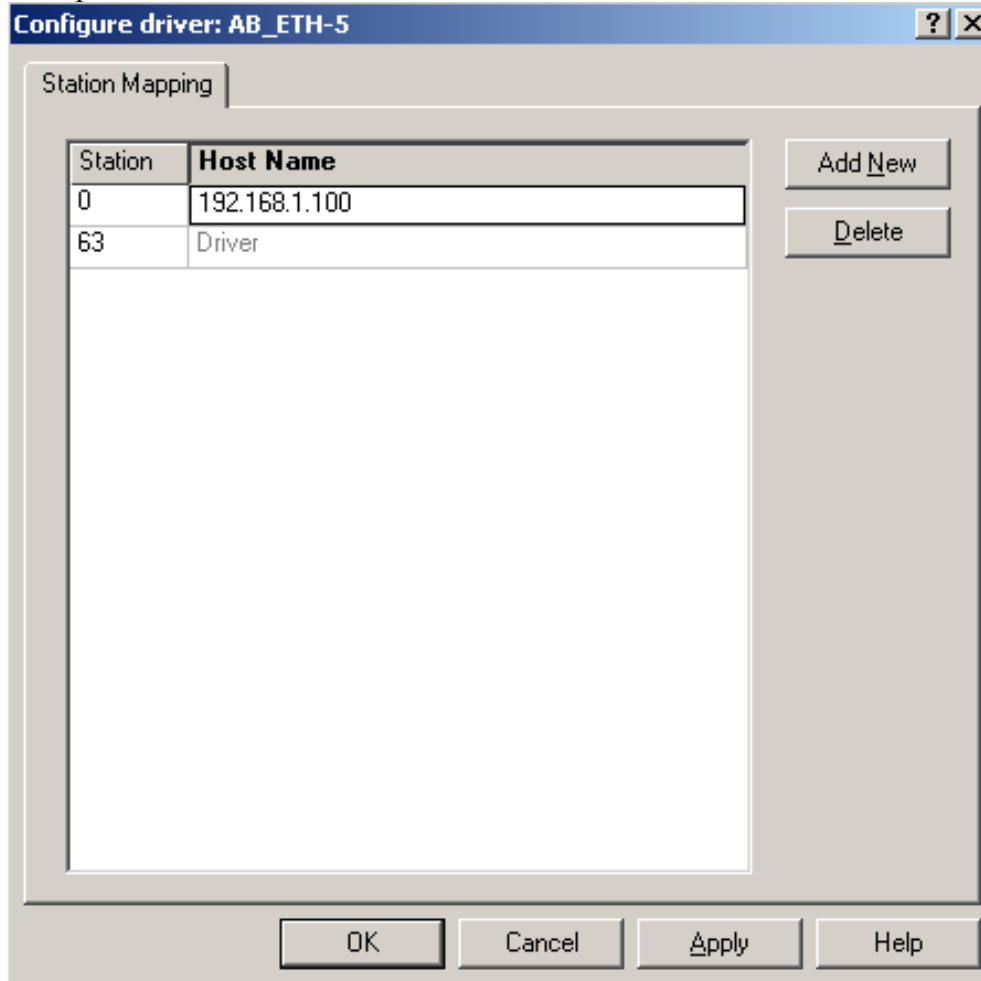 Configure driver: AB_ETH-5
Station Mapping
Station Host Name
0 192.168.1.100
63 Driver
Add New
Delete
OK Cancel Apply Help